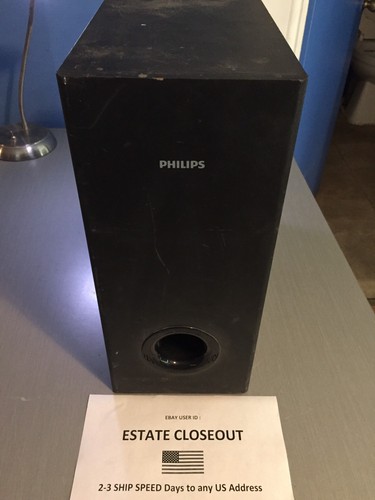 PHILIPS
EBAY USER ID :
ESTATE CLOSEOUT
2-3 SHIP SPEED Days to any US Address